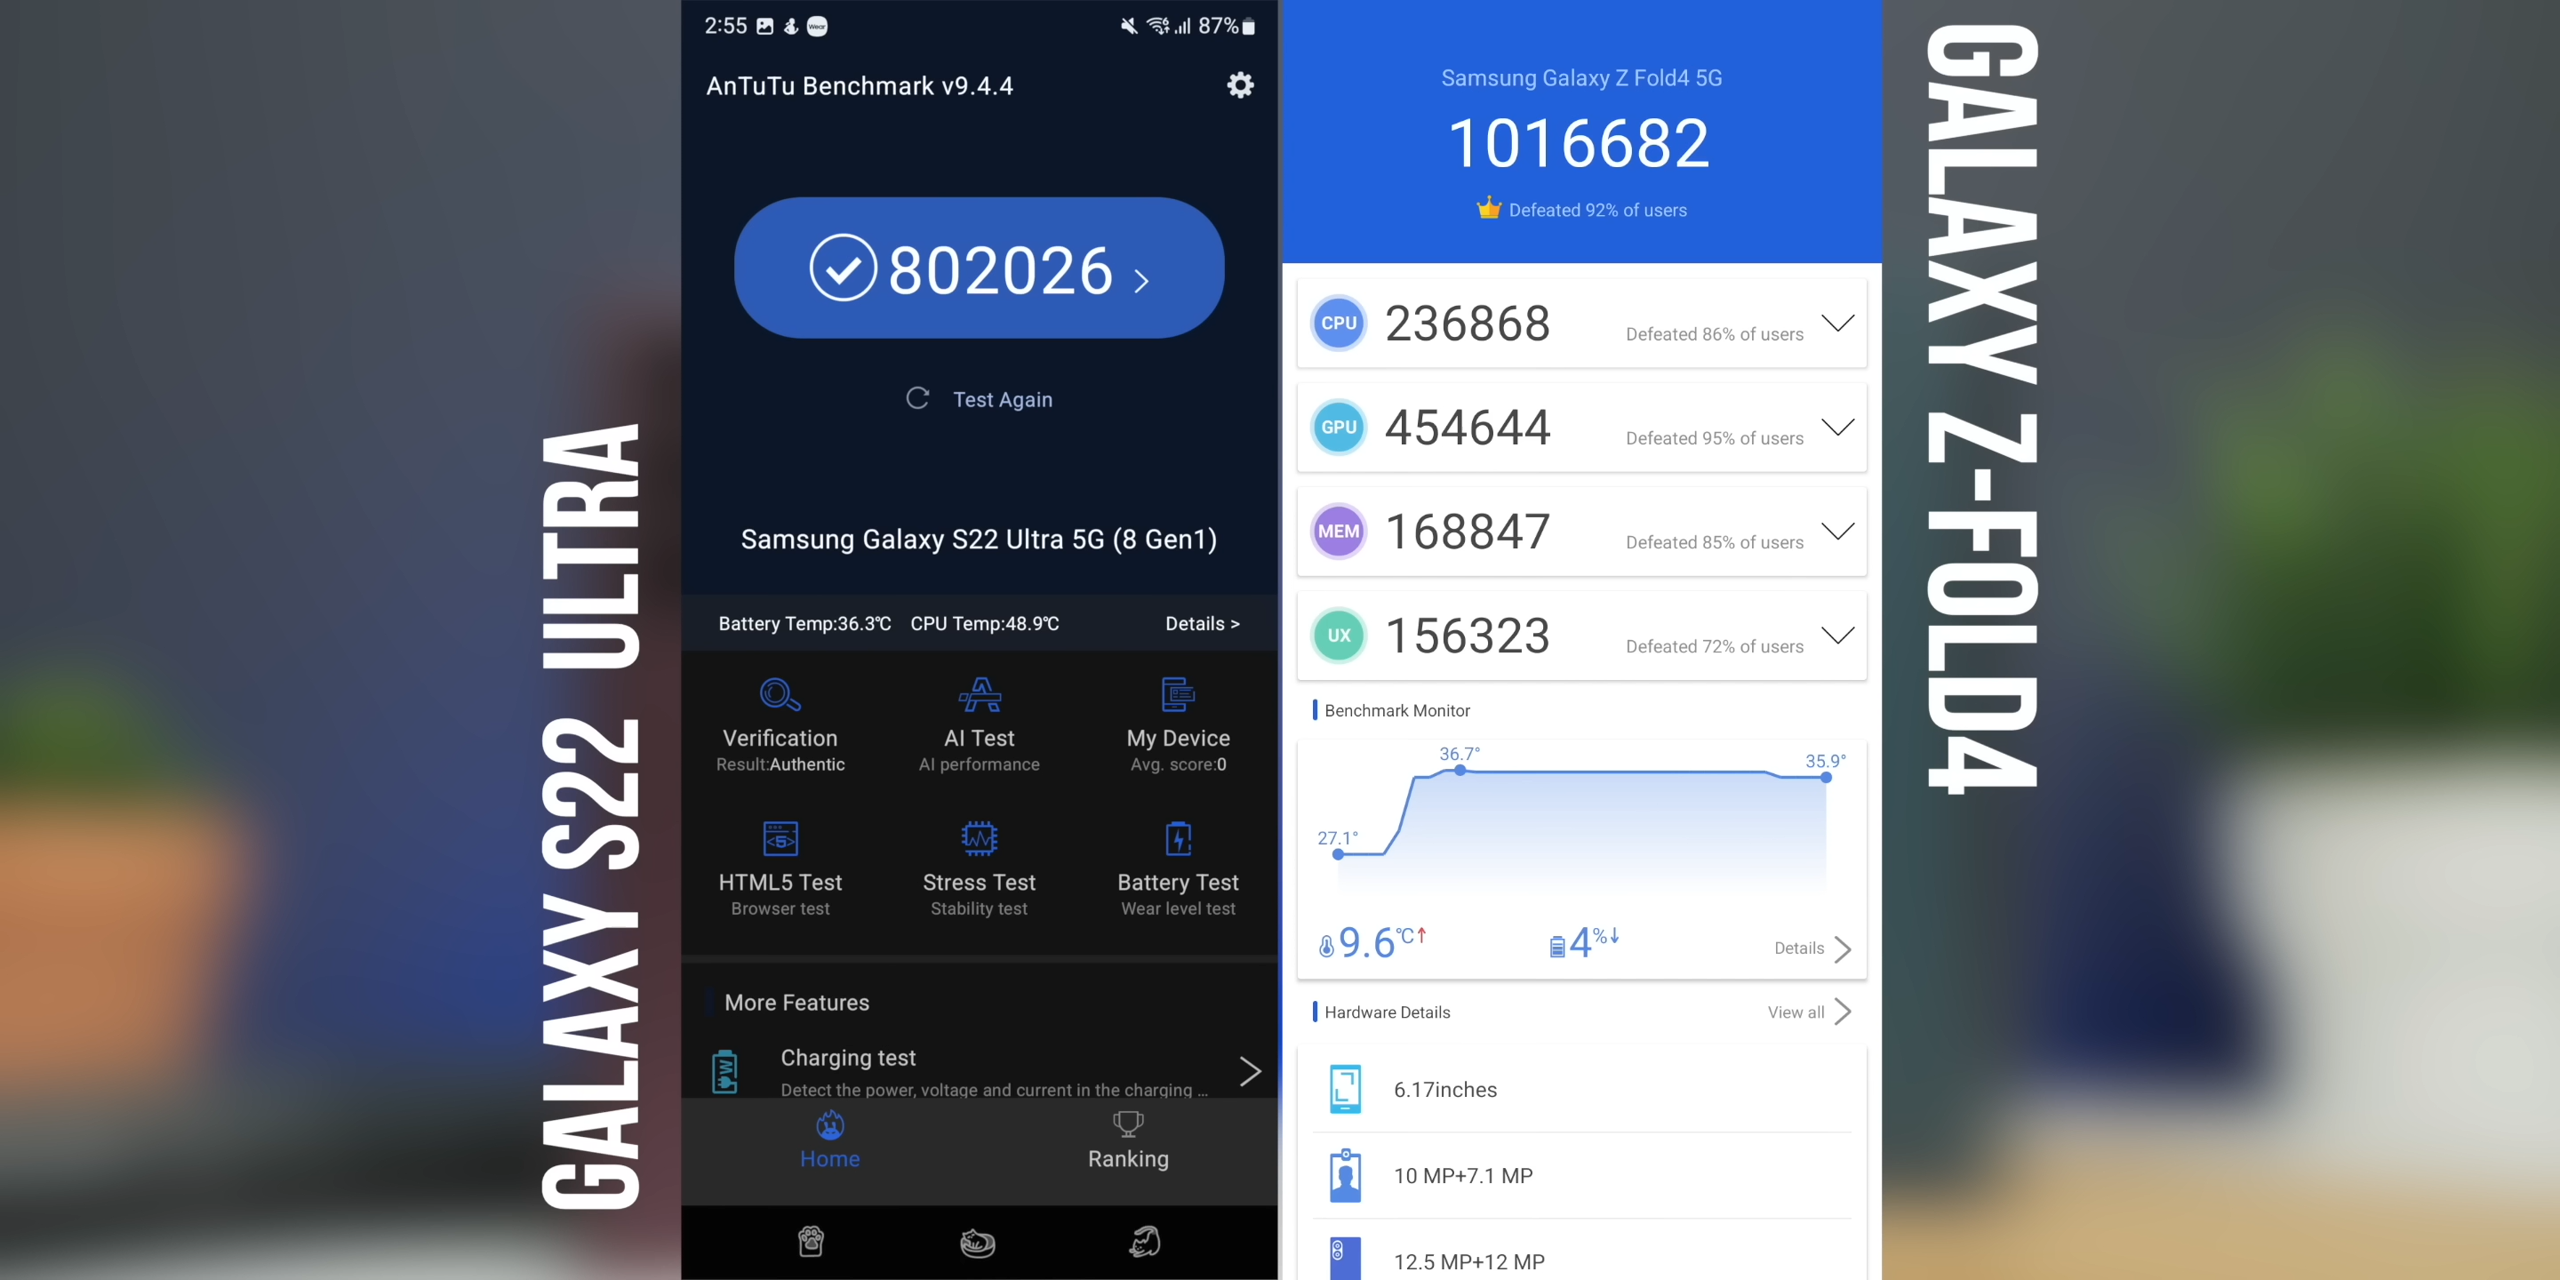 GALAXY S22 ULTRA
2:55
Wear
87%
AnTuTu Benchmark v9.4.4
802026 >
Test Again
Samsung Galaxy S22 Ultra 5G (8 Gen1)
Battery Temp:36.3℃ CPU Temp:48.9℃ Details >
Verification
Result:Authentic
AI Test
AI performance
My Device
Avg. score:0
HTML5 Test
Browser test
Stress Test
Stability test
Battery Test
Wear level test
More Features
Charging test
Detect the power, voltage and current in the charging ...
Home
Ranking
Samsung Galaxy Z Fold4 5G
1016682
Defeated 92% of users
CPU 236868 Defeated 86% of users
GPU 454644 Defeated 95% of users
MEM 168847 Defeated 85% of users
UX 156323 Defeated 72% of users
Benchmark Monitor
36.7°
35.9°
27.1°
9.6℃↑ 4%↓ Details
Hardware Details View all
6.17inches
10 MP+7.1 MP
12.5 MP+12 MP
GALAXY Z-FOLD4